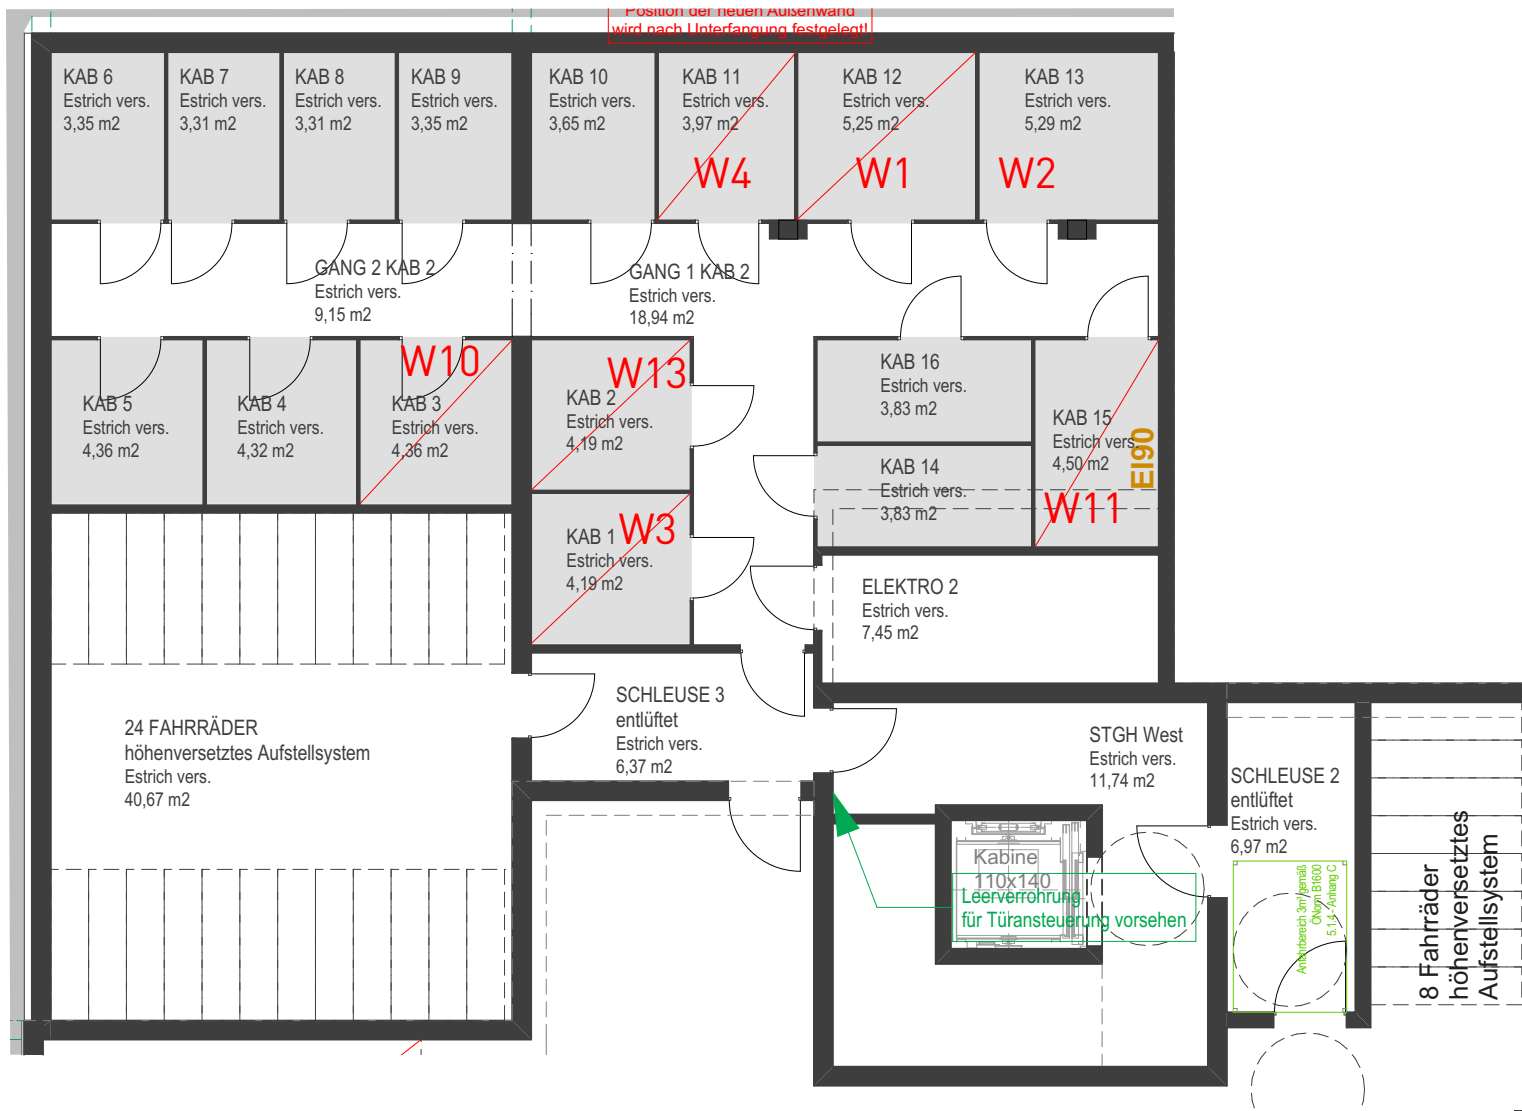 Position der neuen Außenwand
wird nach Unterfangung festgelegt!
KAB 6
Estrich vers.
3,35 m2
KAB 7
Estrich vers.
3,31 m2
KAB 8
Estrich vers.
3,31 m2
KAB 9
Estrich vers.
3,35 m2
KAB 10
Estrich vers.
3,65 m2
KAB 11
Estrich vers.
3,97 m2
W4
KAB 12
Estrich vers.
5,25 m2
W1
KAB 13
Estrich vers.
5,29 m2
W2
GANG 2 KAB 2
Estrich vers.
9,15 m2
GANG 1 KAB 2
Estrich vers.
18,94 m2
KAB 5
Estrich vers.
4,36 m2
KAB 4
Estrich vers.
4,32 m2
W10
KAB 3
Estrich vers.
4,36 m2
W13
KAB 2
Estrich vers.
4,19 m2
KAB 16
Estrich vers.
3,83 m2
KAB 15
Estrich vers.
4,50 m2
EI90
W11
KAB 14
Estrich vers.
3,83 m2
W3
KAB 1
Estrich vers.
4,19 m2
ELEKTRO 2
Estrich vers.
7,45 m2
24 FAHRRÄDER
höhenversetztes Aufstellsystem
Estrich vers.
40,67 m2
SCHLEUSE 3
entlüftet
Estrich vers.
6,37 m2
STGH West
Estrich vers.
11,74 m2
SCHLEUSE 2
entlüftet
Estrich vers.
6,97 m2
Kabine
110x140
Leerverrohrung
für Türansteuerung vorsehen
Anfahrbereich 3m² gemäß
ÖNorm B1600
5.1.4 - Anhang C
8 Fahrräder
höhenversetztes
Aufstellsystem